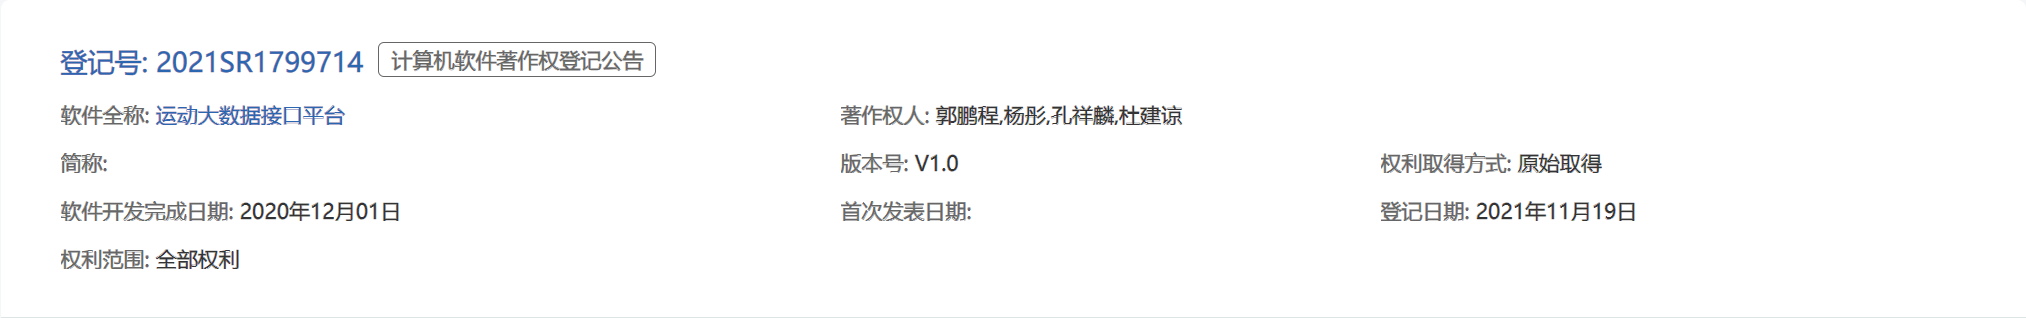 登记号: 2021SR1799714 计算机软件著作权登记公告
软件全称: 运动大数据接口平台 著作权人: 郭鹏程,杨彤,孔祥麟,杜建谅
简称: 版本号: V1.0 权利取得方式: 原始取得
软件开发完成日期: 2020年12月01日 首次发表日期: 登记日期: 2021年11月19日
权利范围: 全部权利